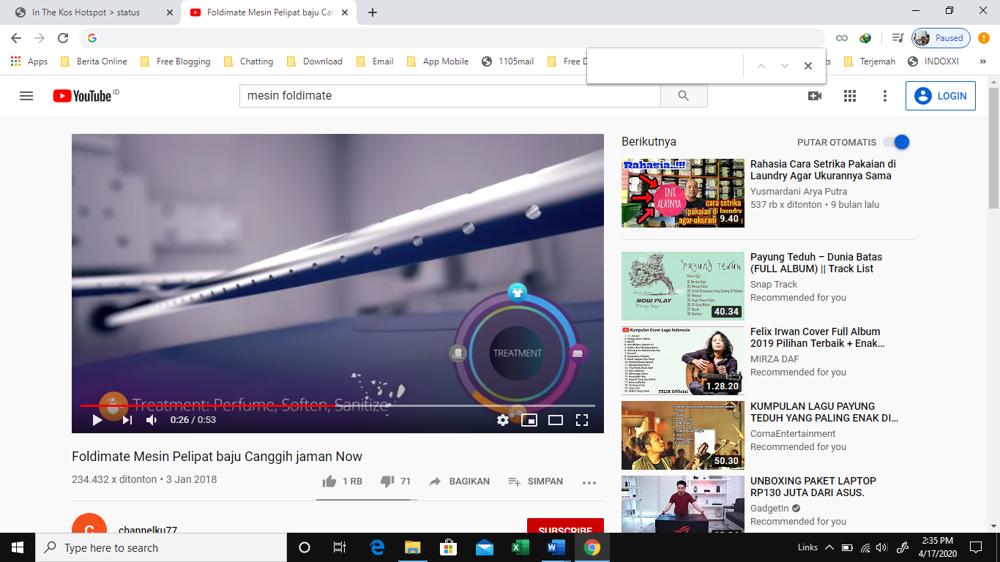 In The Kos Hotspot > status
Foldimate Mesin Pelipat baju Can
Paused
Apps
Berita Online
Free Blogging
Chatting
Download
Email
App Mobile
1105mail
Free D
ks
Terjemah
INDOXXI
»
YouTube ID
mesin foldimate
LOGIN
TREATMENT
Treatment: Perfume, Soften, Sanitize
0:26 / 0:53
Foldimate Mesin Pelipat baju Canggih jaman Now
234.432 x ditonton • 3 Jan 2018
1 RB
71
BAGIKAN
SIMPAN
C
channelku77
SUBSCRIBE
Berikutnya
PUTAR OTOMATIS
Rahasia..!!!
INI
ALATNYA
cara setrika
pakaian di laundry
agar ukurann
9.40
Rahasia Cara Setrika Pakaian di
Laundry Agar Ukurannya Sama
Yusmardani Arya Putra
537 rb x ditonton • 9 bulan lalu
Payung Teduh
NOW PLAY
40.34
Payung Teduh – Dunia Batas
(FULL ALBUM) || Track List
Snap Track
Recommended for you
Kumpulan Cover Lagu Indonesia
FELIX Official
1.28.20
Felix Irwan Cover Full Album
2019 Pilihan Terbaik + Enak…
MIRZA DAF
Recommended for you
50.30
KUMPULAN LAGU PAYUNG
TEDUH YANG PALING ENAK DI…
ComaEntertainment
Recommended for you
UNBOXING PAKET LAPTOP
RP130 JUTA DARI ASUS.
GadgetIn
Recommended for you
Type here to search
Links
2:35 PM
4/17/2020